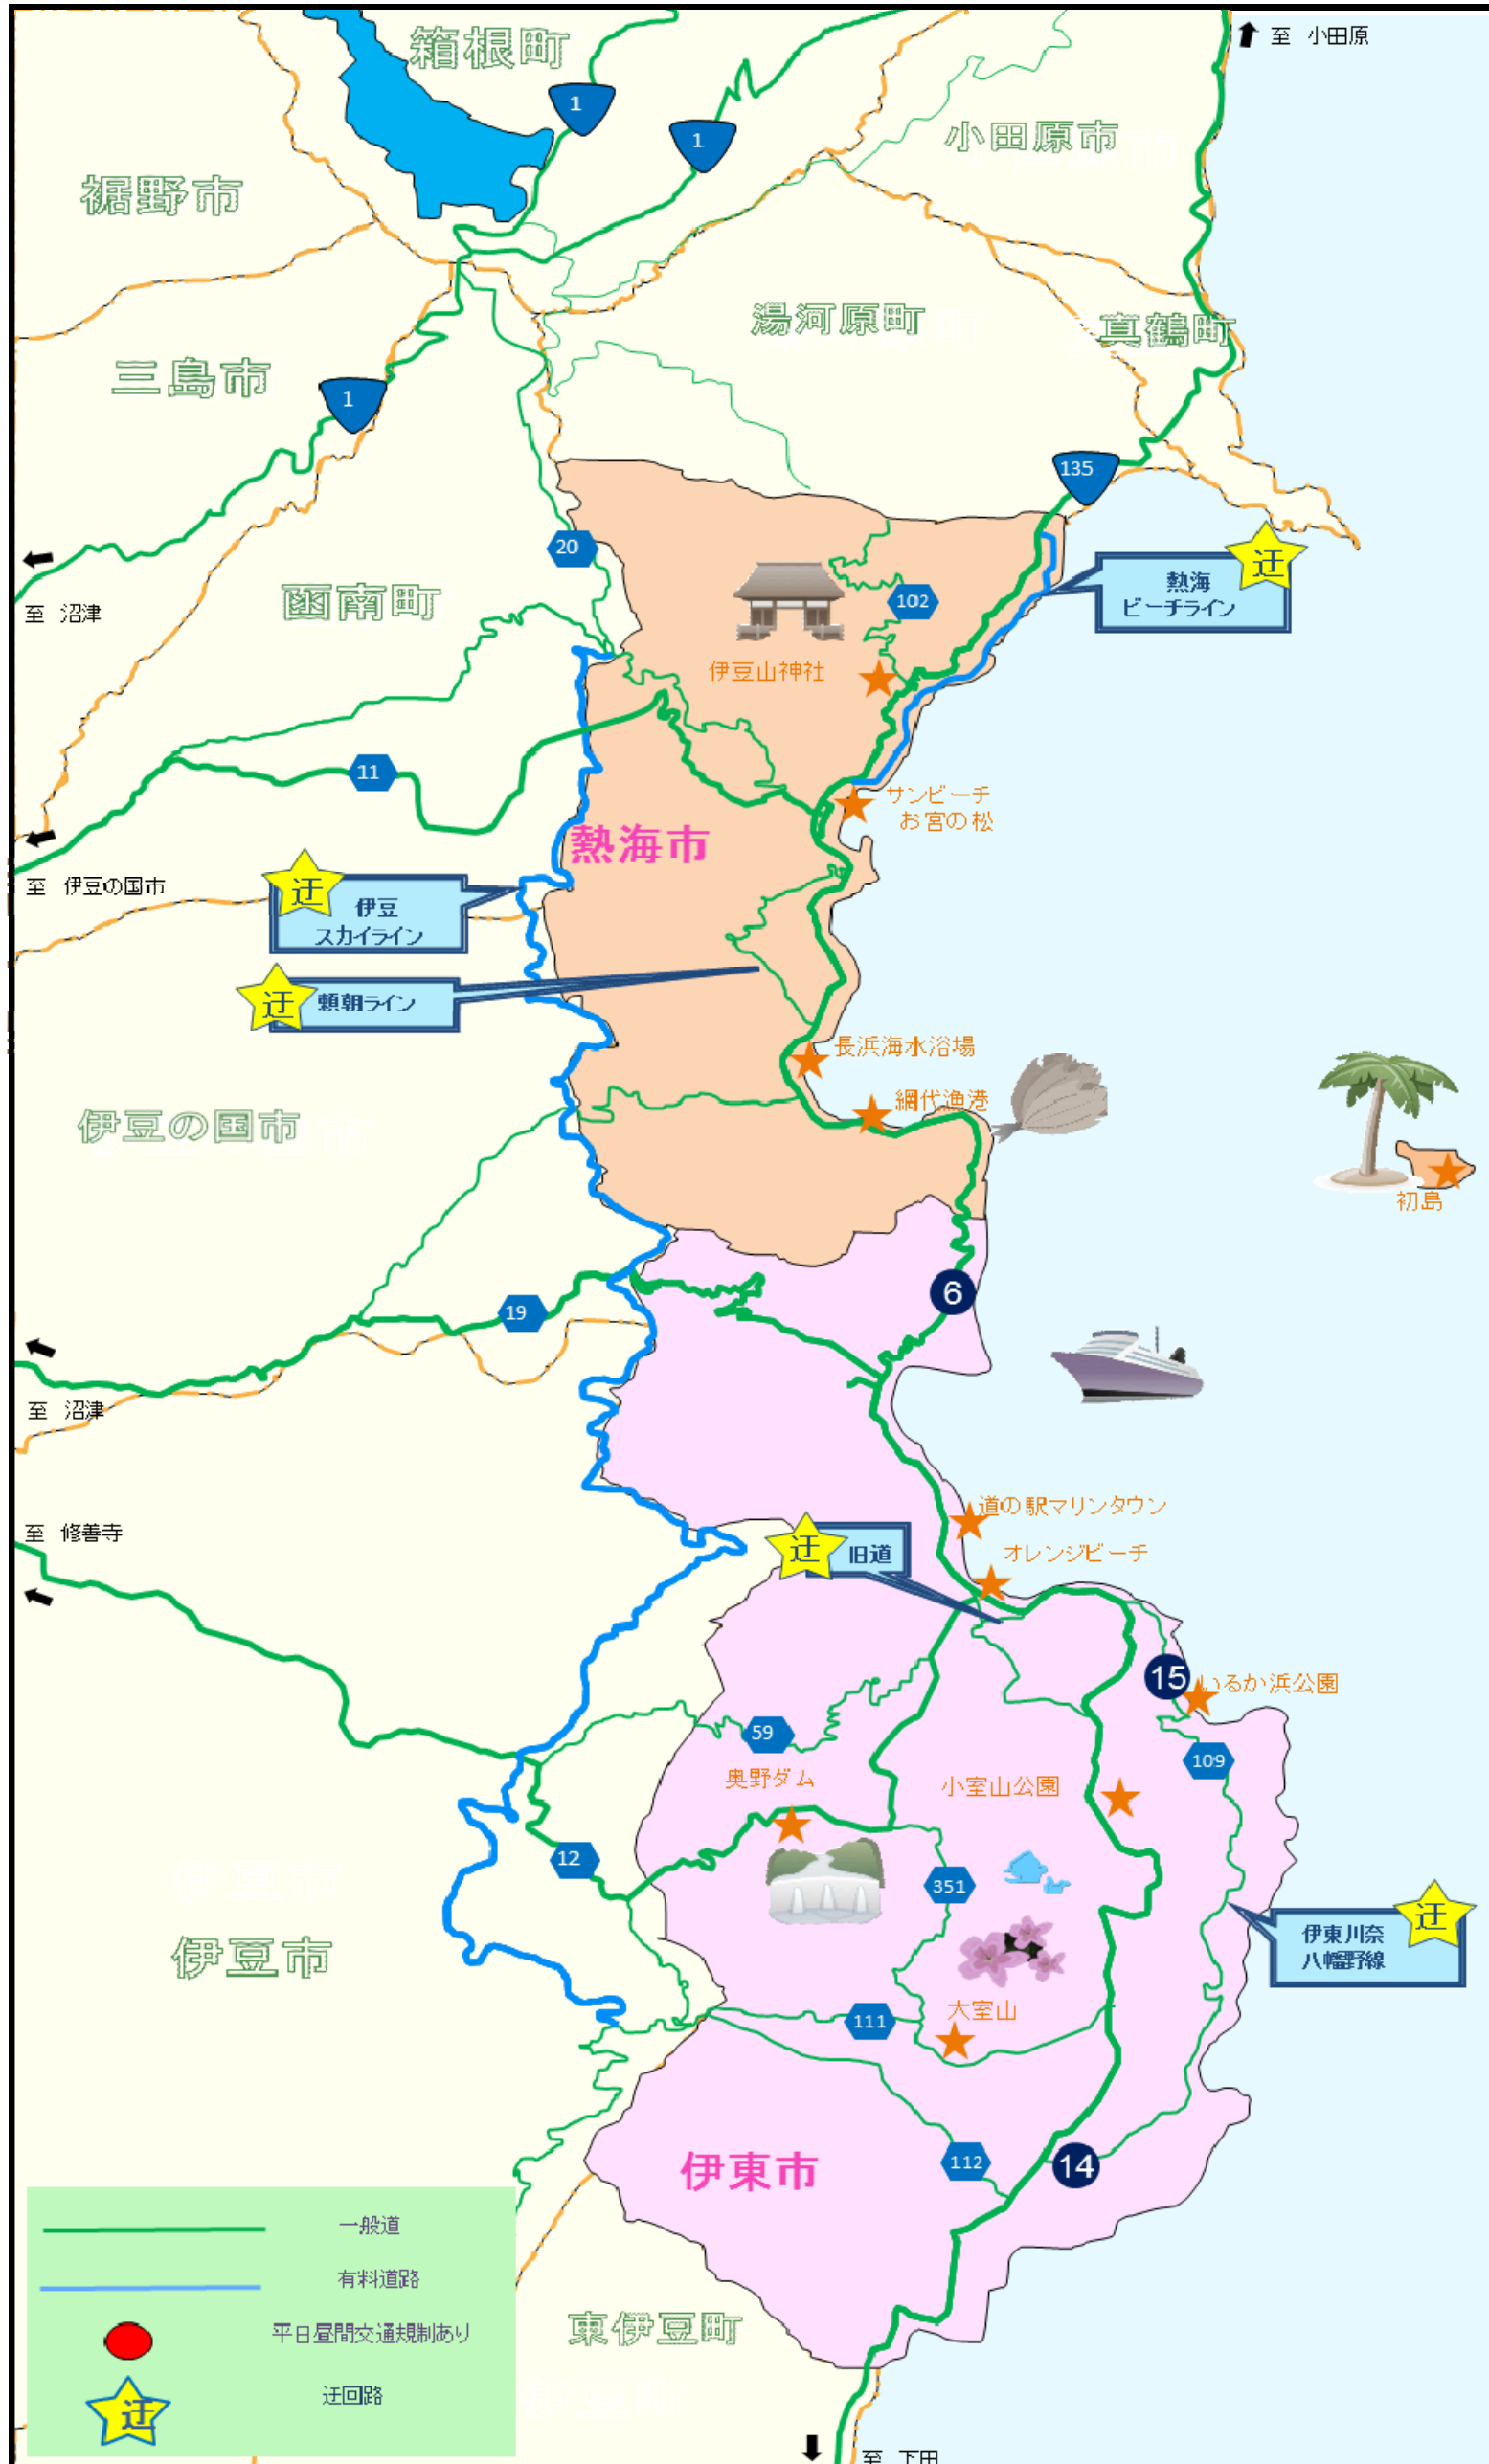 箱根町
至 小田原
1
1
小田原市
裾野市
湯河原町
真鶴町
三島市
1
135
20
迂
熱海
ビーチライン
函南町
至 沼津
102
伊豆山神社
11
サンビーチ
お宮の松
熱海市
至 伊豆の国市
迂
伊豆
スカイライン
迂
頼朝ライン
長浜海水浴場
網代漁港
伊豆の国市
初島
6
19
至 沼津
道の駅マリンタウン
至 修善寺
迂
旧道
オレンジビーチ
15
いるか浜公園
59
109
奥野ダム
小室山公園
12
351
迂
伊東川奈
八幡野線
伊豆市
大室山
111
伊東市
112
14
一般道
有料道路
平日昼間交通規制あり
迂
迂回路
東伊豆町
至 下田